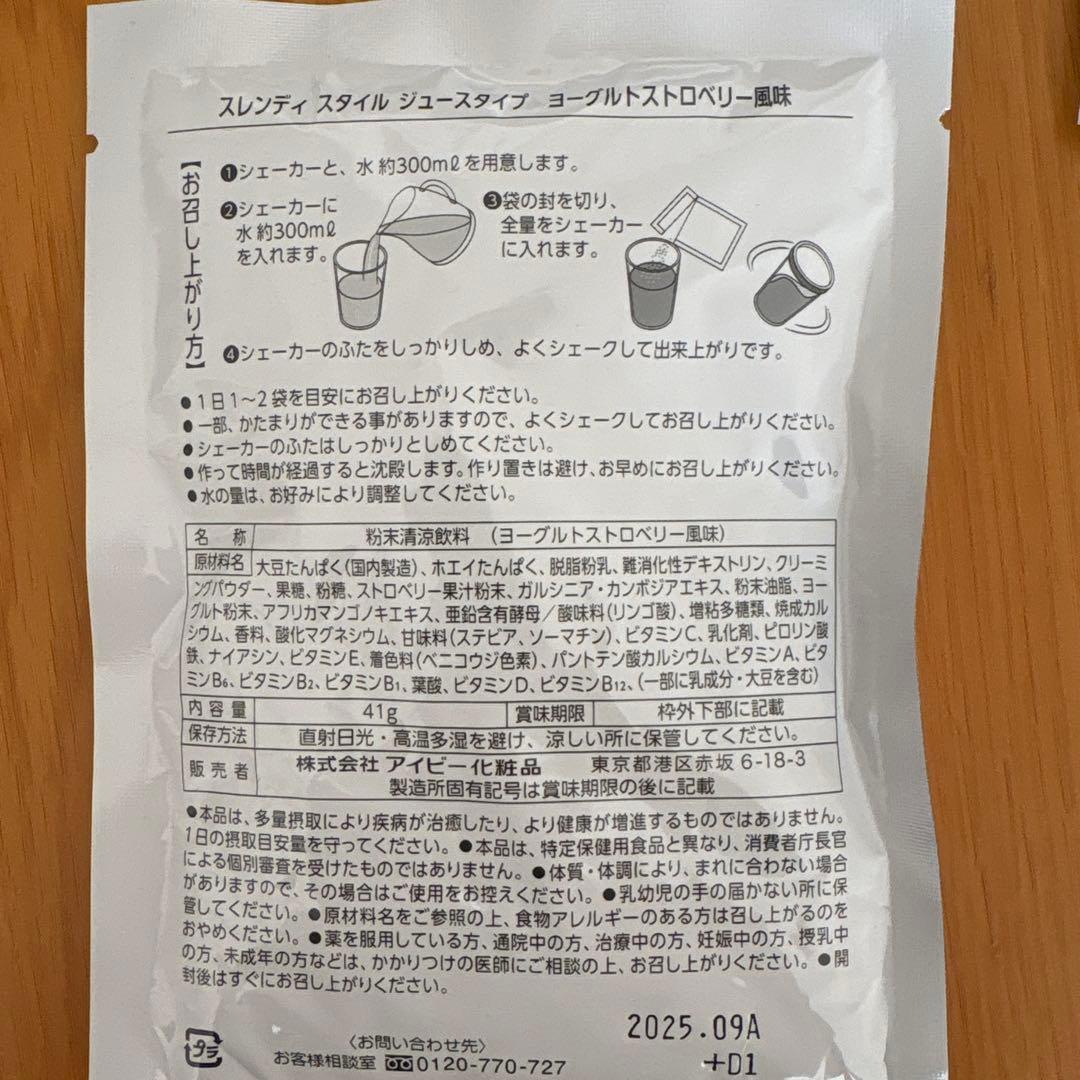 スレンディ スタイル ジュースタイプ　ヨーグルトストロベリー風味
【お召し上がり方】
❶シェーカーと、水 約300mℓを用意します。
❷シェーカーに
水 約300mℓ
を入れます。
❸袋の封を切り、
全量をシェーカー
に入れます。
❹シェーカーのふたをしっかりしめ、よくシェークして出来上がりです。
●1日1～2袋を目安にお召し上がりください。
●一部、かたまりができる事がありますので、よくシェークしてお召し上がりください。
●シェーカーのふたはしっかりとしめてください。
●作って時間が経過すると沈殿します。作り置きは避け、お早めにお召し上がりください。
●水の量は、お好みにより調整してください。
名　称　粉末清涼飲料　（ヨーグルトストロベリー風味）
原材料名 大豆たんぱく（国内製造）、ホエイたんぱく、脱脂粉乳、難消化性デキストリン、クリーミ
ングパウダー、果糖、粉糖、ストロベリー果汁粉末、ガルシニア・カンボジアエキス、粉末油脂、ヨー
グルト粉末、アフリカマンゴノキエキス、亜鉛含有酵母／酸味料（リンゴ酸）、増粘多糖類、焼成カル
シウム、香料、酸化マグネシウム、甘味料（ステビア、ソーマチン）、ビタミンC、乳化剤、ピロリン酸
鉄、ナイアシン、ビタミンE、着色料（ベニコウジ色素）、パントテン酸カルシウム、ビタミンA、ビタ
ミンB6、ビタミンB2、ビタミンB1、葉酸、ビタミンD、ビタミンB12、（一部に乳成分・大豆を含む）
内容量　41g　賞味期限　枠外下部に記載
保存方法　直射日光・高温多湿を避け、涼しい所に保管してください。
販売者　株式会社 アイビー化粧品　東京都港区赤坂 6-18-3
製造所固有記号は賞味期限の後に記載
●本品は、多量摂取により疾病が治癒したり、より健康が増進するものではありません。
1日の摂取目安量を守ってください。●本品は、特定保健用食品と異なり、消費者庁長官
による個別審査を受けたものではありません。●体質・体調により、まれに合わない場合
がありますので、その場合はご使用をお控えください。●乳幼児の手の届かない所に保
管してください。●原材料名をご参照の上、食物アレルギーのある方は召し上がるのを
おやめください。●薬を服用している方、通院中の方、治療中の方、妊娠中の方、授乳中
の方、未成年の方などは、かかりつけの医師にご相談の上、お召し上がりください。●開
封後はすぐにお召し上がりください。
2025.09A
+D1
プラ
〈お問い合わせ先〉
お客様相談室 0120-770-727